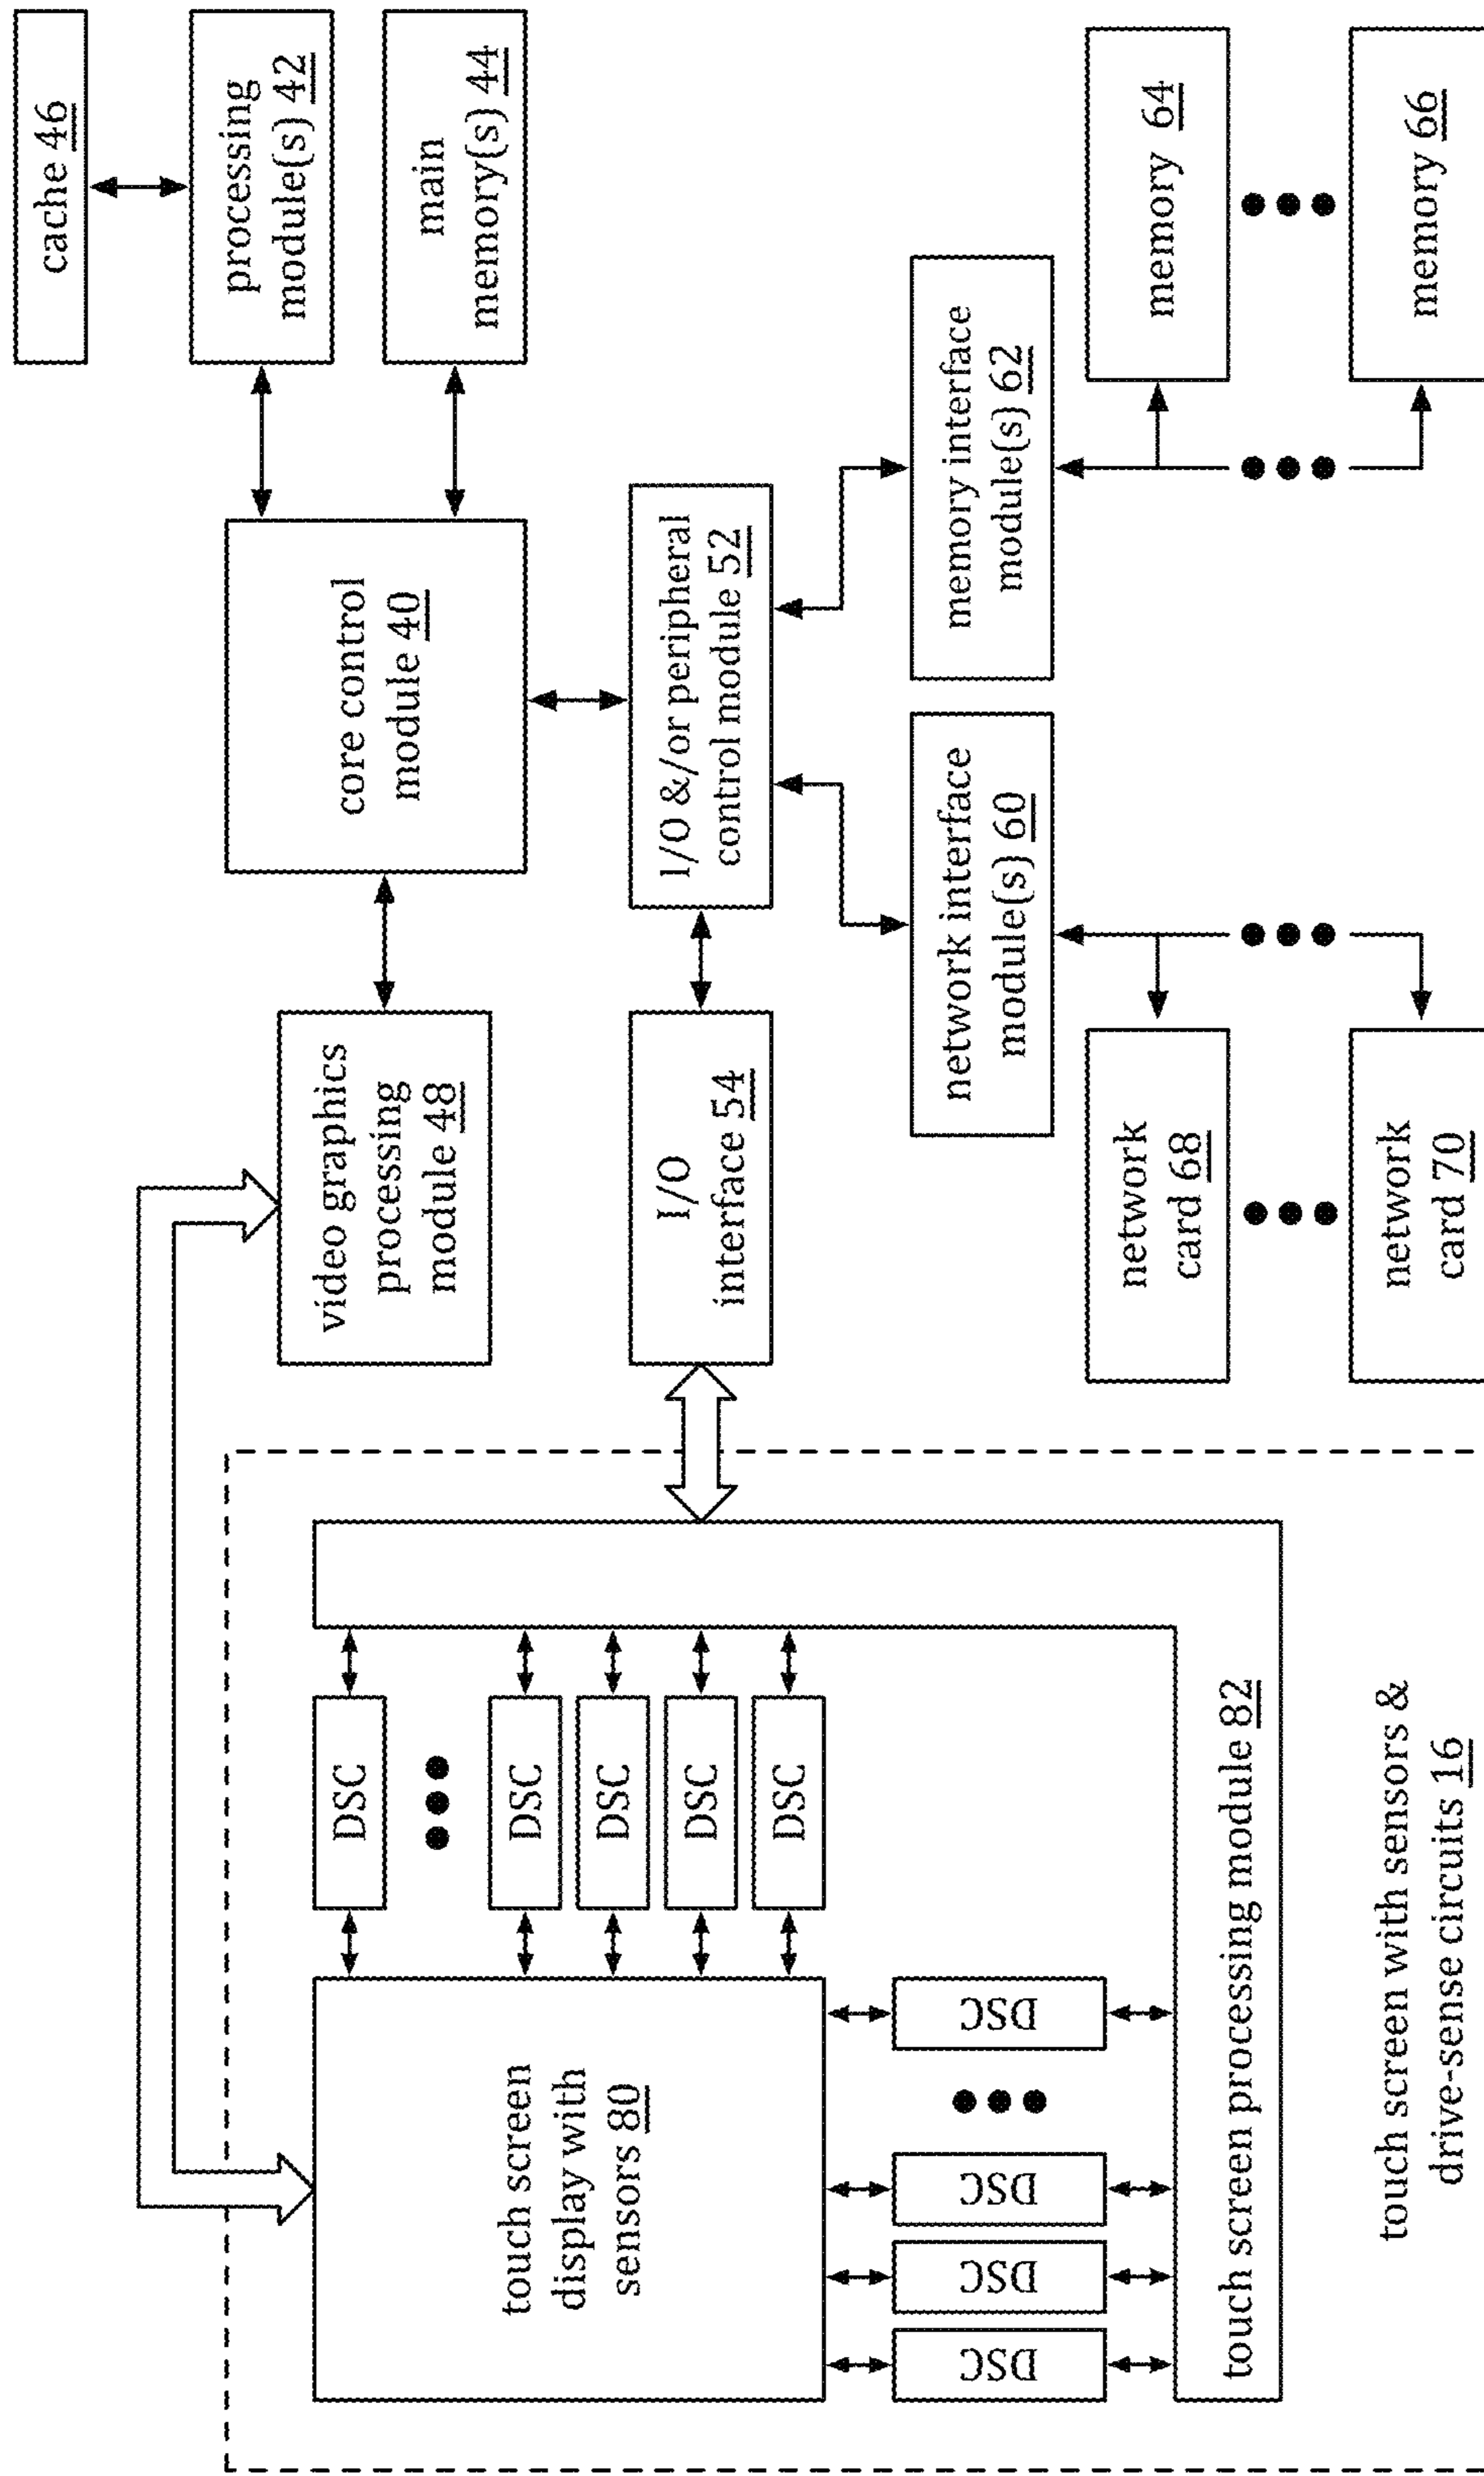 cache 46
processing
module(s) 42
main
memory(s) 44
core control
module 40
video graphics
processing
module 48
I/O &/or peripheral
control module 52
I/O
interface 54
memory interface
module(s) 62
network interface
module(s) 60
memory 64
memory 66
network
card 68
network
card 70
touch screen
display with
sensors 80
DSC
DSC
DSC
DSC
DSC
DSC
DSC
DSC
DSC
touch screen processing module 82
touch screen with sensors &
drive-sense circuits 16